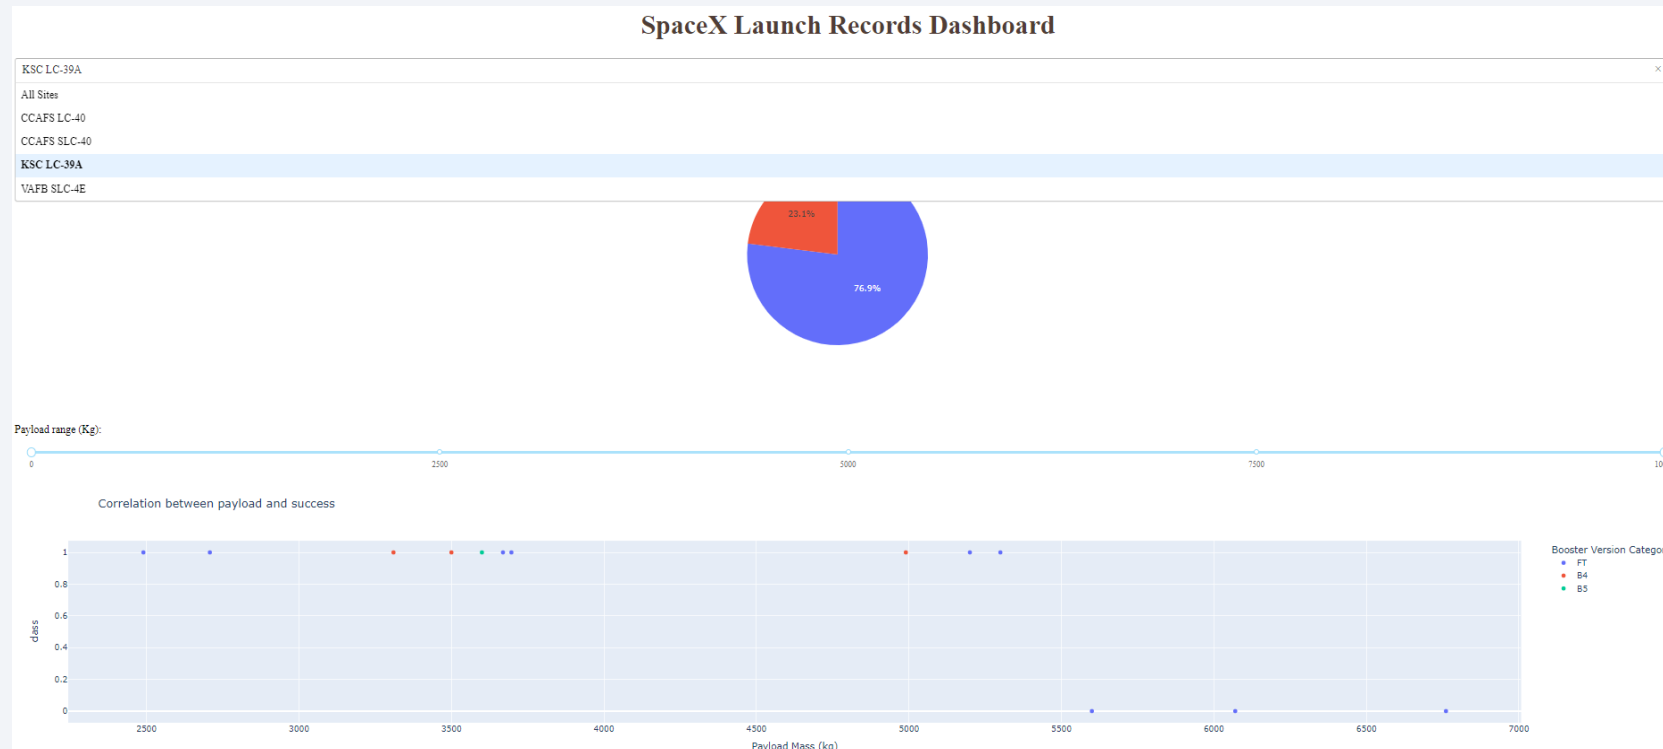 SpaceX Launch Records Dashboard
KSC LC-39A ×
All Sites
CCAFS LC-40
CCAFS SLC-40
KSC LC-39A
VAFB SLC-4E
23.1%
76.9%
Payload range (Kg):
0 2500 5000 7500
Correlation between payload and success
Booster Version Categor
FT
B4
B5
1
0.8
0.6
0.4
0.2
0
class
2500 3000 3500 4000 4500 5000 5500 6000 6500 7000
Payload Mass (kg)